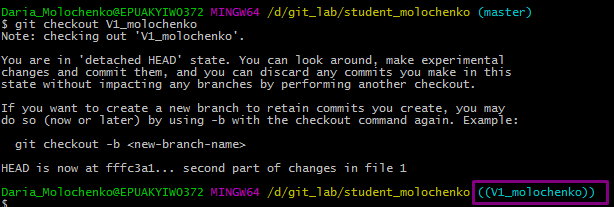 Daria_Molochenko@EPUAKYIW0372 MINGW64 /d/git_lab/student_molochenko (master)
$ git checkout V1_molochenko
Note: checking out 'V1_molochenko'.
You are in 'detached HEAD' state. You can look around, make experimental
changes and commit them, and you can discard any commits you make in this
state without impacting any branches by performing another checkout.
If you want to create a new branch to retain commits you create, you may
do so (now or later) by using -b with the checkout command again. Example:
git checkout -b <new-branch-name>
HEAD is now at fffc3a1... second part of changes in file 1
Daria_Molochenko@EPUAKYIW0372 MINGW64 /d/git_lab/student_molochenko ((V1_molochenko))
$